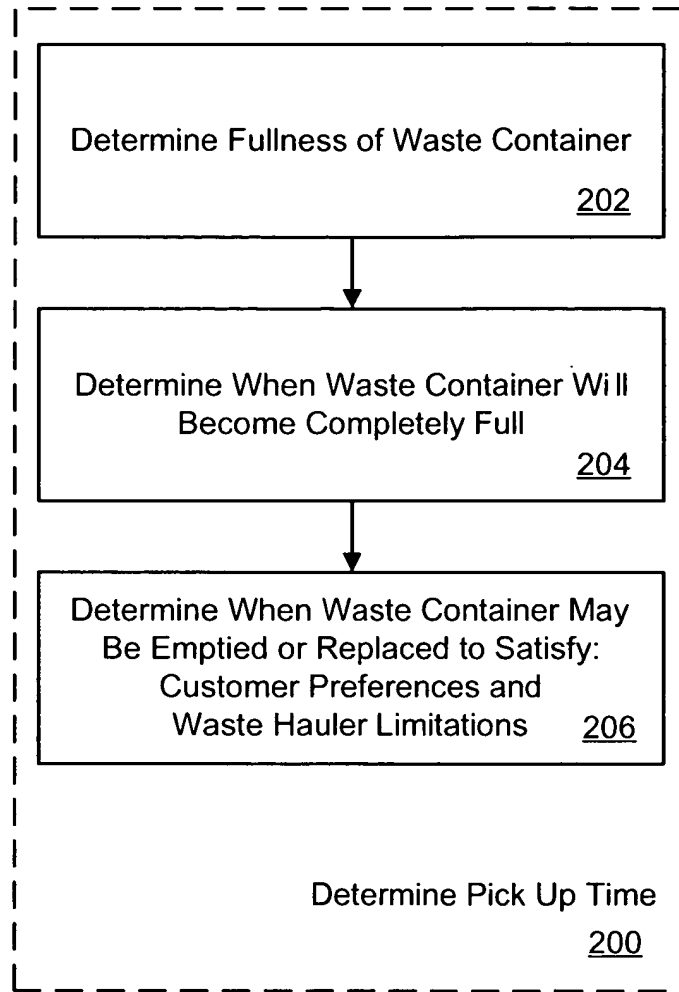 Determine Fullness of Waste Container
202
Determine When Waste Container Will
Become Completely Full
204
Determine When Waste Container May
Be Emptied or Replaced to Satisfy:
Customer Preferences and
Waste Hauler Limitations 206
Determine Pick Up Time
200